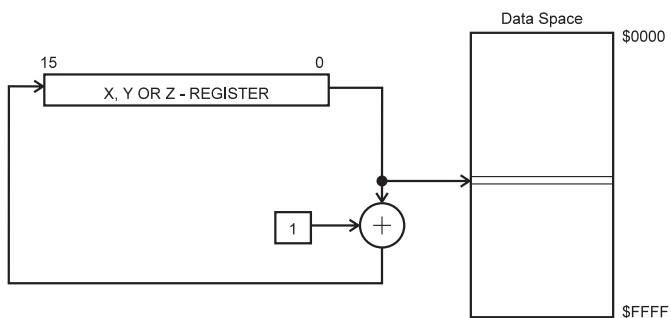 Data Space
$0000
15
0
X, Y OR Z - REGISTER
1
+
$FFFF